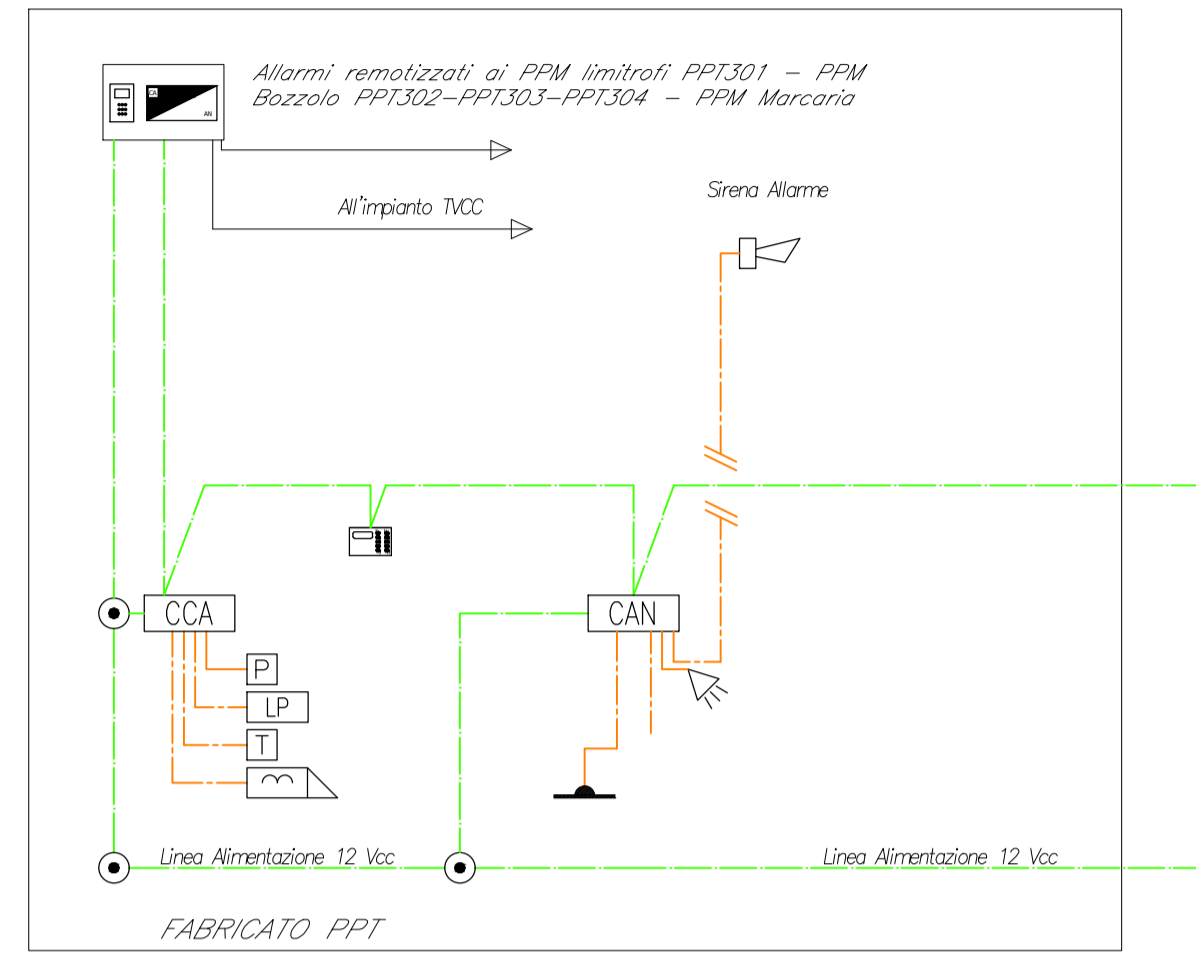 Allarmi remotizzati ai PPM limitrofi PPT301 – PPM
Bozzolo PPT302–PPT303–PPT304 – PPM Marcaria
CA
AN
All'impianto TVCC
Sirena Allarme
CCA
CAN
P
LP
T
Linea Alimentazione 12 Vcc
Linea Alimentazione 12 Vcc
FABRICATO PPT